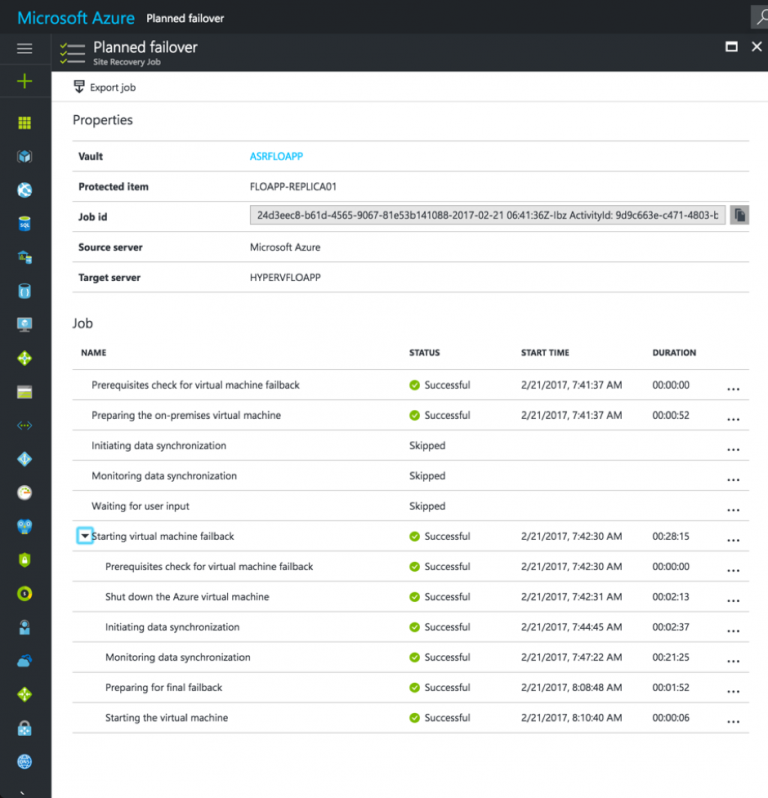 Microsoft Azure Planned failover
Planned failover
Site Recovery Job
Export job
Properties
Vault ASRFLOAPP
Protected item FLOAPP-REPLICA01
Job id 24d3eec8-b61d-4565-9067-81e53b141088-2017-02-21 06:41:36Z-Ibz ActivityId: 9d9c663e-c471-4803-b
Source server Microsoft Azure
Target server HYPERVFLOAPP
Job
NAME STATUS START TIME DURATION
Prerequisites check for virtual machine failback Successful 2/21/2017, 7:41:37 AM 00:00:00 ...
Preparing the on-premises virtual machine Successful 2/21/2017, 7:41:37 AM 00:00:52 ...
Initiating data synchronization Skipped ...
Monitoring data synchronization Skipped ...
Waiting for user input Skipped ...
Starting virtual machine failback Successful 2/21/2017, 7:42:30 AM 00:28:15 ...
Prerequisites check for virtual machine failback Successful 2/21/2017, 7:42:30 AM 00:00:00 ...
Shut down the Azure virtual machine Successful 2/21/2017, 7:42:31 AM 00:02:13 ...
Initiating data synchronization Successful 2/21/2017, 7:44:45 AM 00:02:37 ...
Monitoring data synchronization Successful 2/21/2017, 7:47:22 AM 00:21:25 ...
Preparing for final failback Successful 2/21/2017, 8:08:48 AM 00:01:52 ...
Starting the virtual machine Successful 2/21/2017, 8:10:40 AM 00:00:06 ...